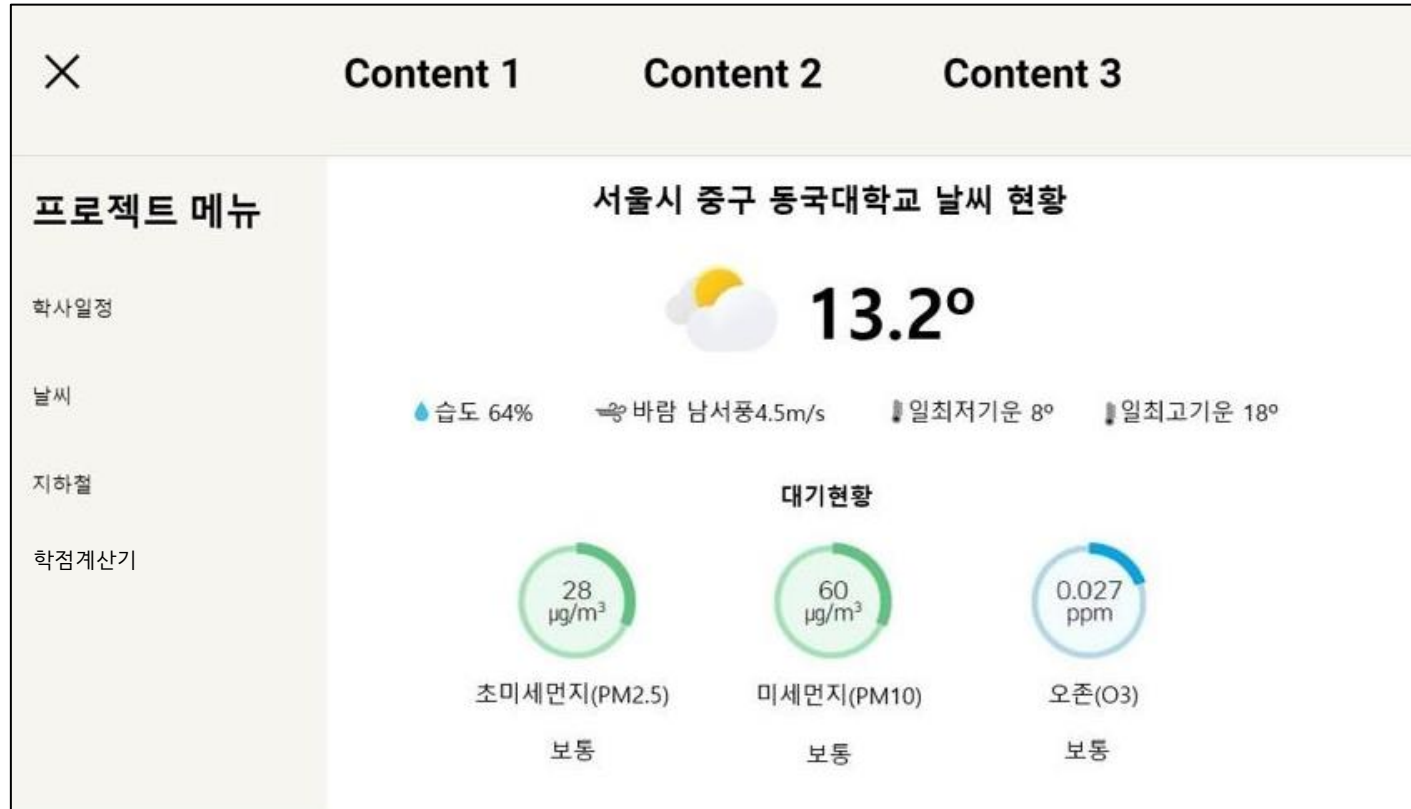 Content 1 Content 2 Content 3
프로젝트 메뉴
학사일정
날씨
지하철
학점계산기
서울시 중구 동국대학교 날씨 현황
13.2º
습도 64% 바람 남서풍4.5m/s 일최저기운 8º 일최고기운 18º
대기현황
28
µg/m³
초미세먼지(PM2.5)
보통
60
µg/m³
미세먼지(PM10)
보통
0.027
ppm
오존(O3)
보통